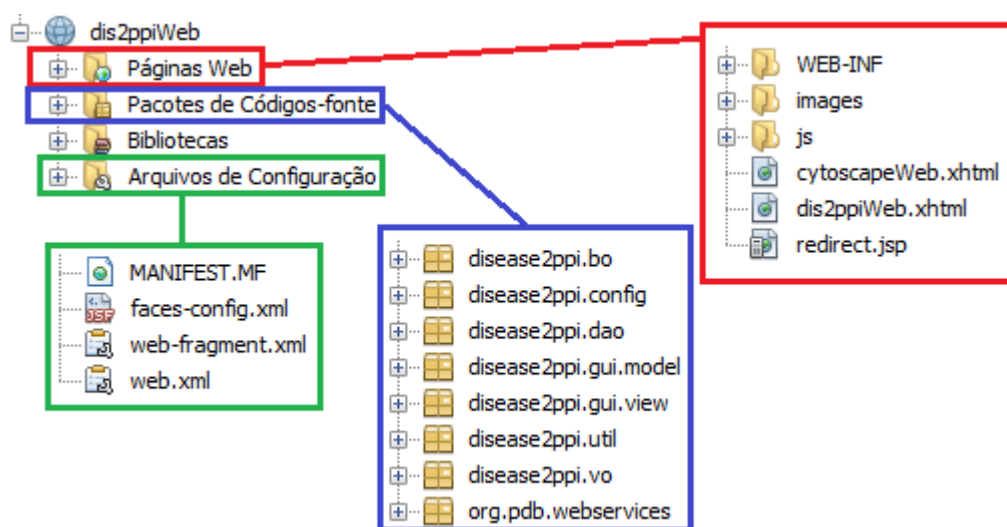 dis2ppiWeb
Páginas Web
Pacotes de Códigos-fonte
Bibliotecas
Arquivos de Configuração
WEB-INF
images
js
cytoscapeWeb.xhtml
dis2ppiWeb.xhtml
redirect.jsp
MANIFEST.MF
faces-config.xml
web-fragment.xml
web.xml
disease2ppi.bo
disease2ppi.config
disease2ppi.dao
disease2ppi.gui.model
disease2ppi.gui.view
disease2ppi.util
disease2ppi.vo
org.pdb.webservices